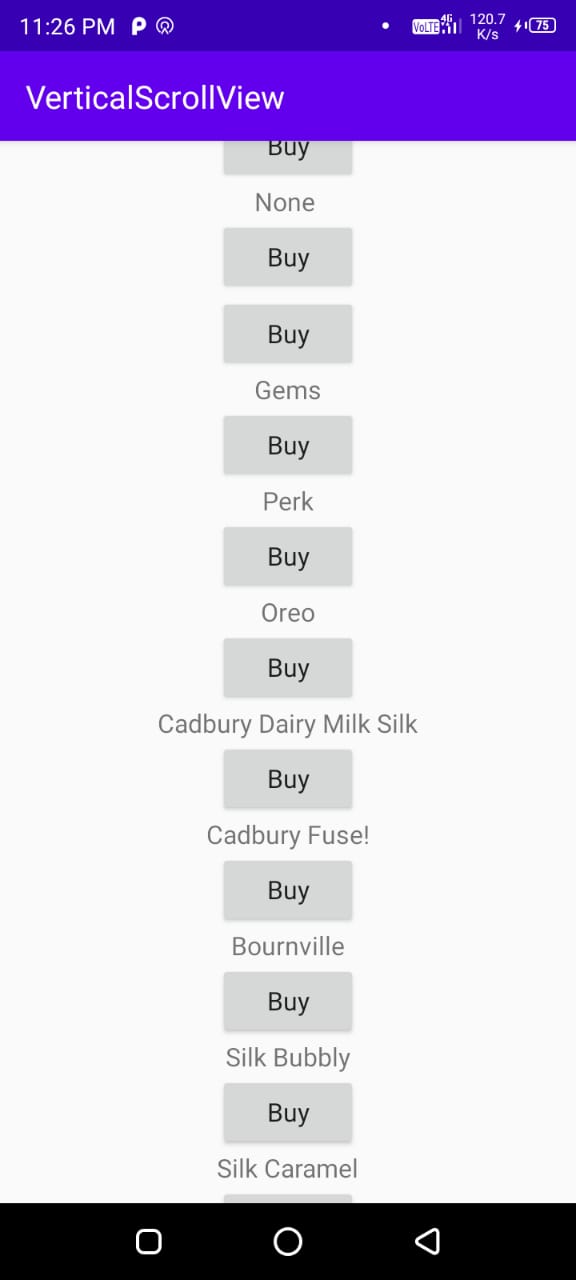 11:26 PM P VoLTE 4G 120.7 K/s 75
VerticalScrollView
Buy
None
Buy
Buy
Gems
Buy
Perk
Buy
Oreo
Buy
Cadbury Dairy Milk Silk
Buy
Cadbury Fuse!
Buy
Bournville
Buy
Silk Bubbly
Buy
Silk Caramel